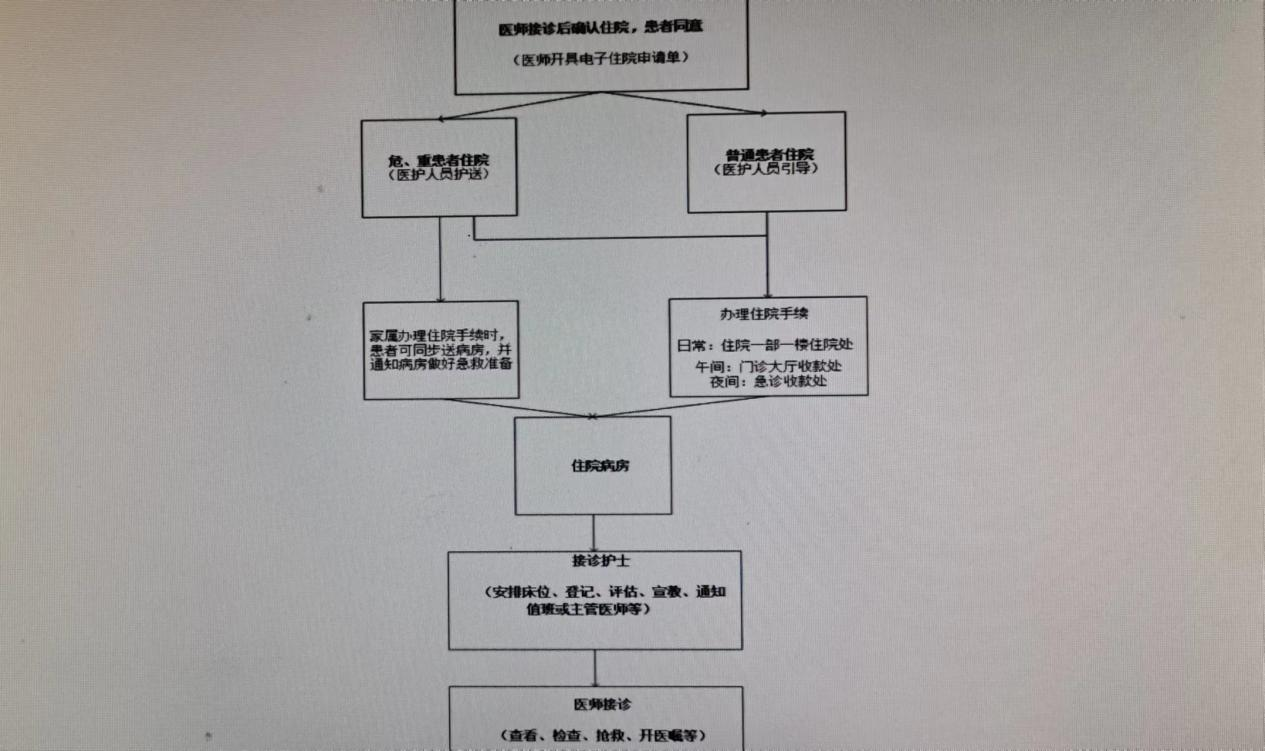 医师接诊后确认住院，患者同意
（医师开具电子住院申请单）
危、重患者住院
（医护人员护送）
普通患者住院
（医护人员引导）
家属办理住院手续时，
患者可同步送病房，并
通知病房做好急救准备
办理住院手续
日常：住院一部一楼住院处
午间：门诊大厅收款处
夜间：急诊收款处
住院病房
接诊护士
（安排床位、登记、评估、宣教、通知
值班或主管医师等）
医师接诊
（查看、检查、抢救、开医嘱等）